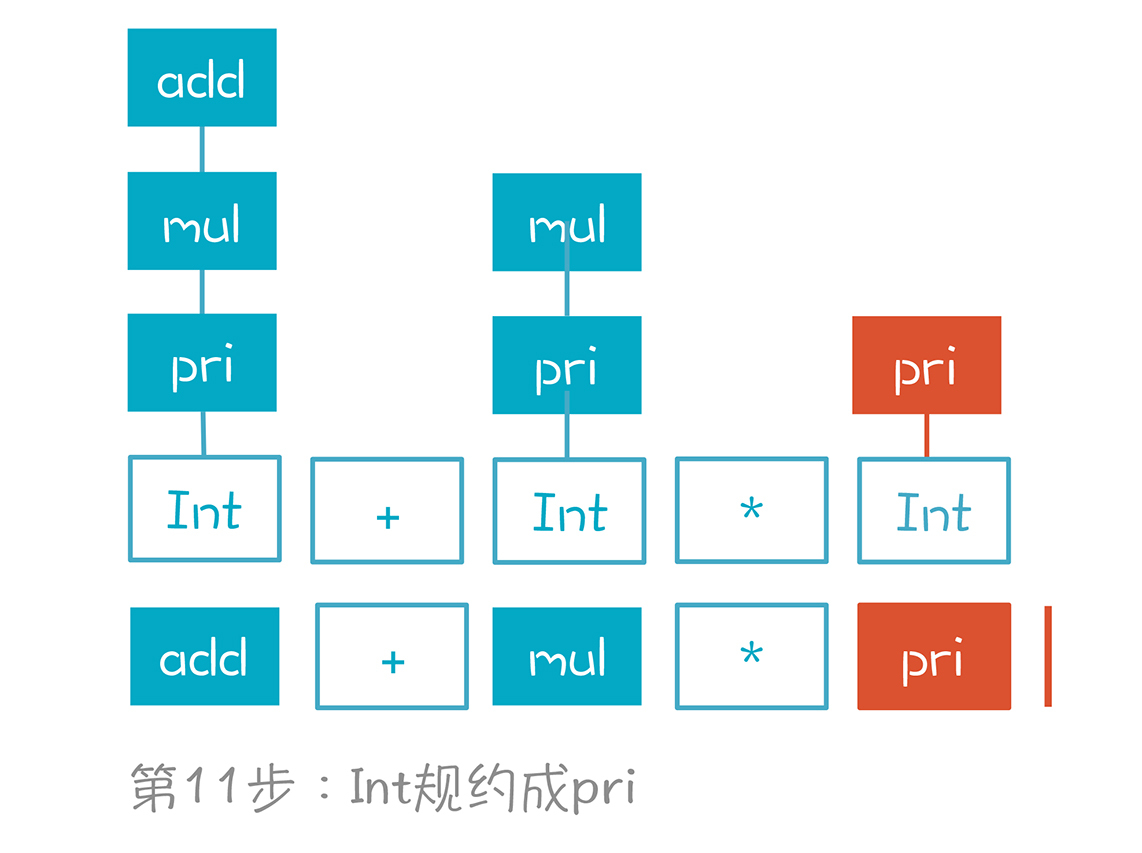 add
mul mul
pri pri pri
Int + Int * Int
add + mul * pri
第11步：Int规约成pri